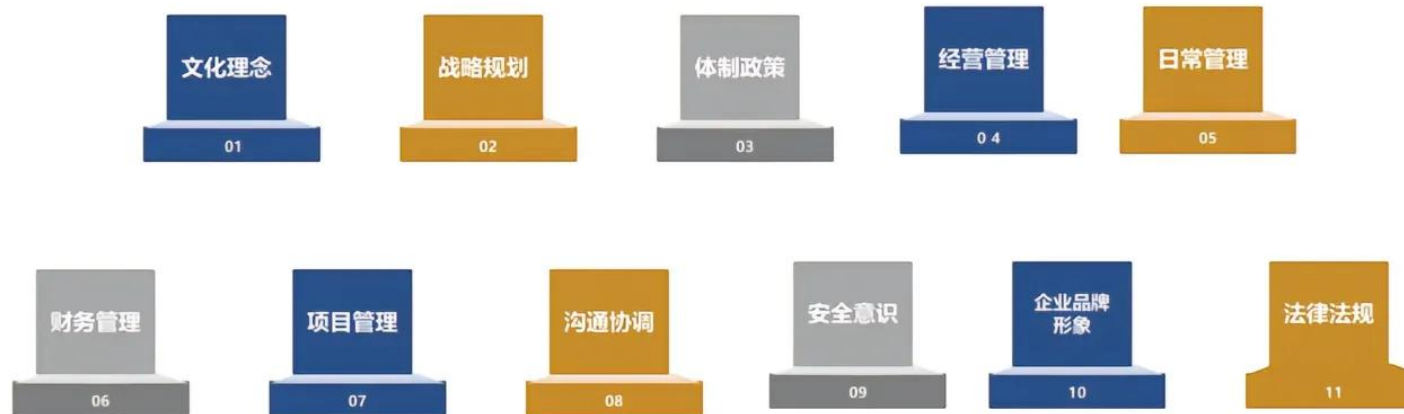 文化理念
01
战略规划
02
体制政策
03
经营管理
0 4
日常管理
05
财务管理
06
项目管理
07
沟通协调
08
安全意识
09
企业品牌
形象
10
法律法规
11